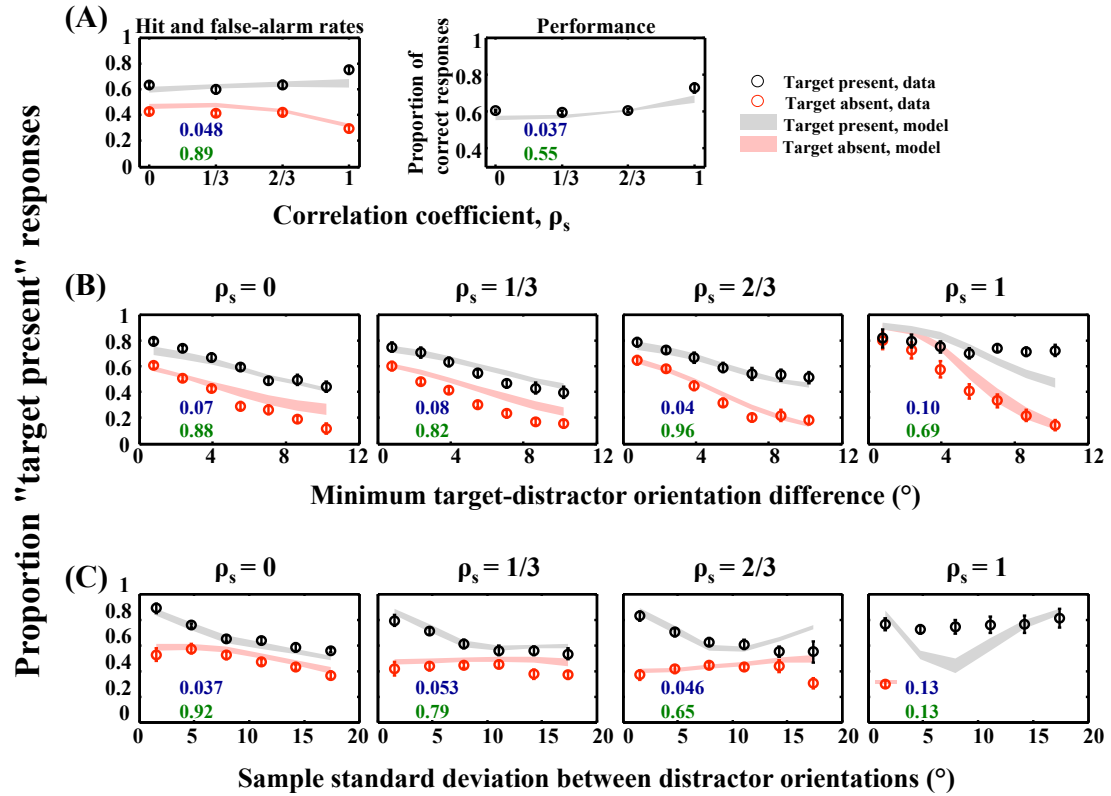 (A)
Hit and false-alarm rates
Performance
1
0.8
0.6
0.4
0.2
0
0.048
0.89
0 1/3 2/3 1
Proportion of
correct responses
1
0.8
0.6
0.4
0.037
0.55
0 1/3 2/3 1
Target present, data
Target absent, data
Target present, model
Target absent, model
Correlation coefficient, ρs
Proportion "target present" responses
(B)
ρs = 0
ρs = 1/3
ρs = 2/3
ρs = 1
1
0.8
0.6
0.4
0.2
0
0.07
0.88
0.08
0.82
0.04
0.96
0.10
0.69
0 4 8 12
0 4 8 12
0 4 8 12
0 4 8 12
Minimum target-distractor orientation difference (°)
(C)
ρs = 0
ρs = 1/3
ρs = 2/3
ρs = 1
1
0.8
0.6
0.4
0.2
0
0.037
0.92
0.053
0.79
0.046
0.65
0.13
0.13
0 5 10 15 20
0 5 10 15 20
0 5 10 15 20
0 5 10 15 20
Sample standard deviation between distractor orientations (°)